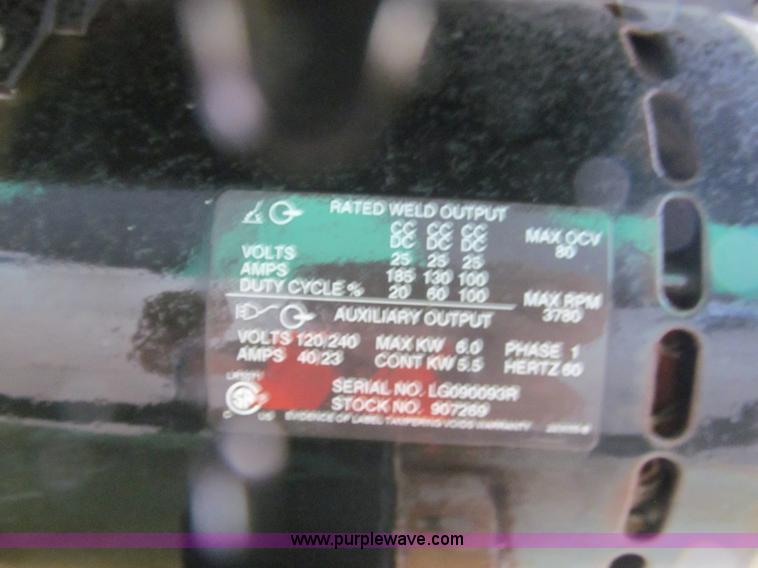 RATED WELD OUTPUT
CC CC CC
DC DC DC
MAX OCV
80
VOLTS 25 25 25
AMPS 185 130 100
DUTY CYCLE % 20 60 100
MAX RPM
3780
AUXILIARY OUTPUT
VOLTS 120/240 MAX KW 6.0 PHASE 1
AMPS 40/23 CONT KW 5.5 HERTZ 60
SERIAL NO. LG090093R
STOCK NO. 907269
C US EVIDENCE OF LABEL TAMPERING VOIDS WARRANTY
www.purplewave.com